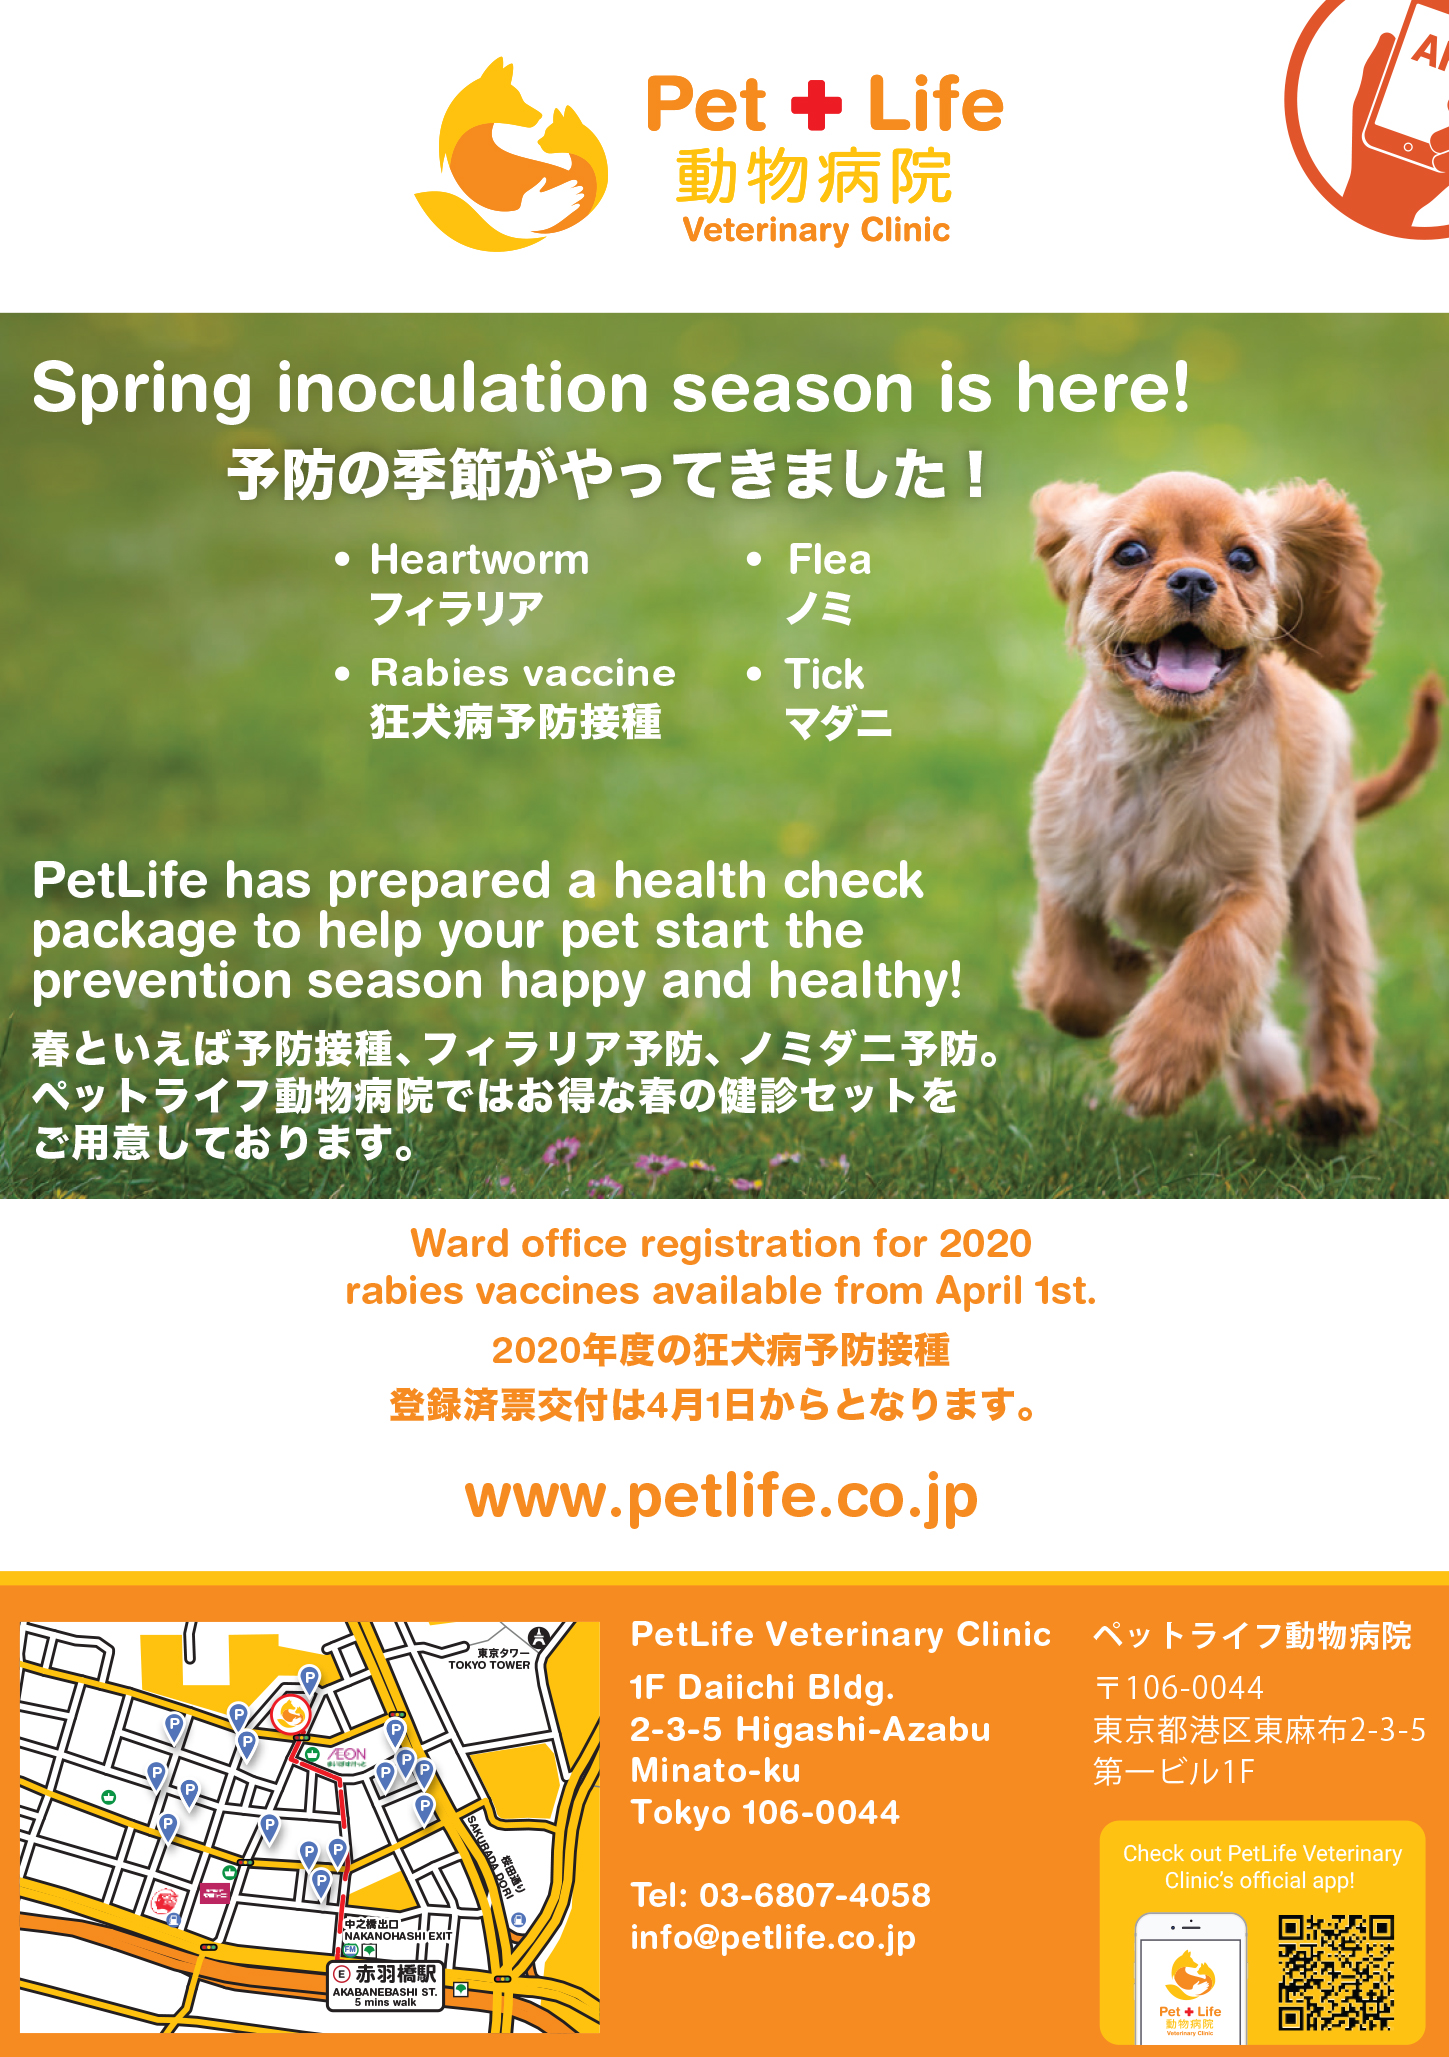 Pet + Life
動物病院
Veterinary Clinic
Spring inoculation season is here!
予防の季節がやってきました！
• Heartworm
フィラリア
• Flea
ノミ
• Rabies vaccine
狂犬病予防接種
• Tick
マダニ
PetLife has prepared a health check
package to help your pet start the
prevention season happy and healthy!
春といえば予防接種、フィラリア予防、ノミダニ予防。
ペットライフ動物病院ではお得な春の健診セットを
ご用意しております。
Ward office registration for 2020
rabies vaccines available from April 1st.
2020年度の狂犬病予防接種
登録済票交付は4月1日からとなります。
www.petlife.co.jp
東京タワー
TOKYO TOWER
ÆON
SAKURADA DORI
桜田通り
中之橋出口
NAKANOHASHI EXIT
FM
E 赤羽橋駅
AKABANEBASHI ST.
5 mins walk
PetLife Veterinary Clinic
1F Daiichi Bldg.
2-3-5 Higashi-Azabu
Minato-ku
Tokyo 106-0044
Tel: 03-6807-4058
info@petlife.co.jp
ペットライフ動物病院
〒106-0044
東京都港区東麻布2-3-5
第一ビル1F
Check out PetLife Veterinary
Clinic's official app!
Pet + Life
動物病院
Veterinary Clinic